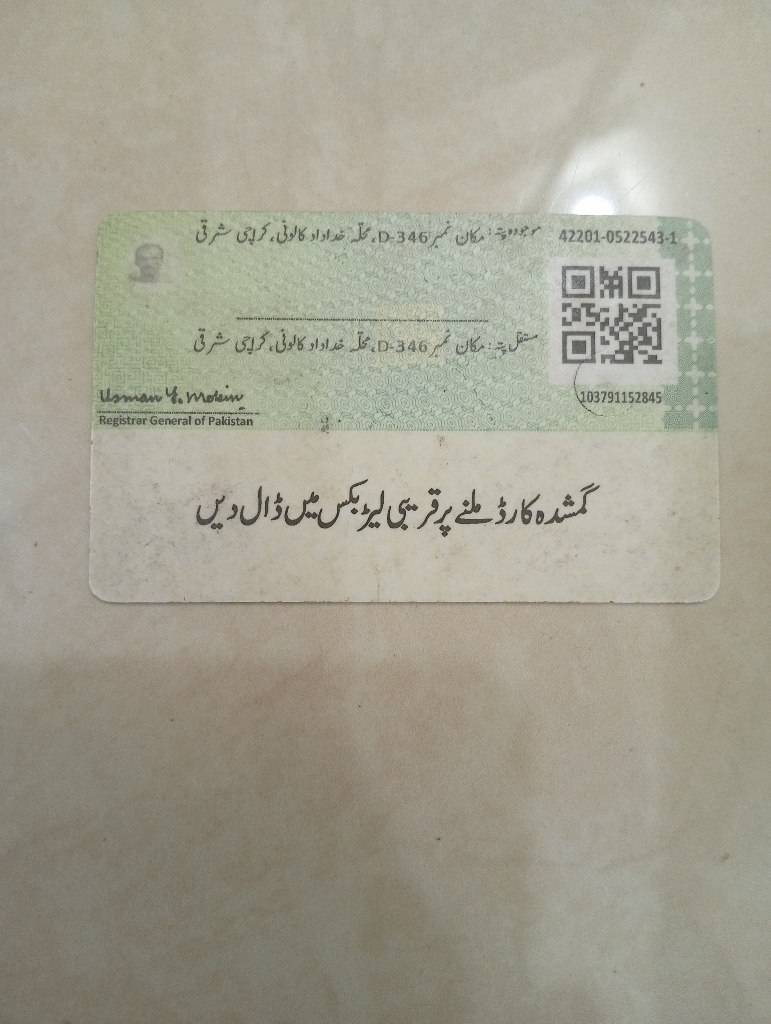 موجودہ پتہ: مکان نمبر D-346، محلہ خداداد کالونی، کراچی شرقی
42201-0522543-1
مستقل پتہ: مکان نمبر D-346، محلہ خداداد کالونی، کراچی شرقی
103791152845
Usman Y. Mobin
Registrar General of Pakistan
گمشدہ کارڈ ملنے پر قریبی لیٹر بکس میں ڈال دیں